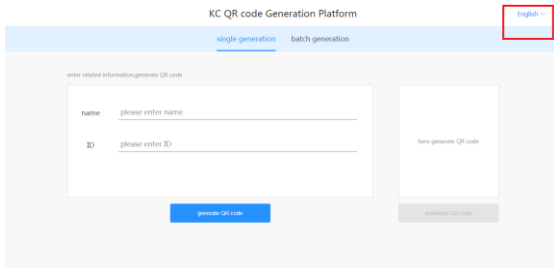 KC QR code Generation Platform
English
single generation batch generation
enter related information,generate QR code
name please enter name
ID please enter ID
here generate QR code
generate QR code
download QR code